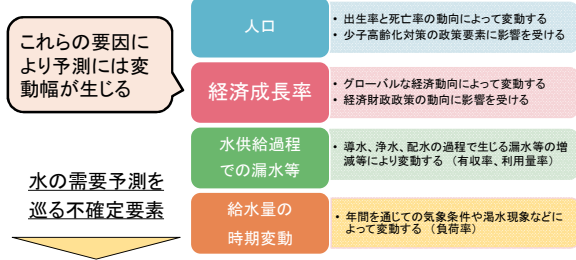 これらの要因に
より予測には変
動幅が生じる
水の需要予測を
巡る不確定要素
人口
・ 出生率と死亡率の動向によって変動する
・ 少子高齢化対策の政策要素に影響を受ける
経済成長率
・ グローバルな経済動向によって変動する
・ 経済財政政策の動向に影響を受ける
水供給過程
での漏水等
・ 導水、浄水、配水の過程で生じる漏水等の増
減等により変動する （有収率、利用量率）
給水量の
時期変動
・ 年間を通じての気象条件や渇水現象などに
よって変動する （負荷率）